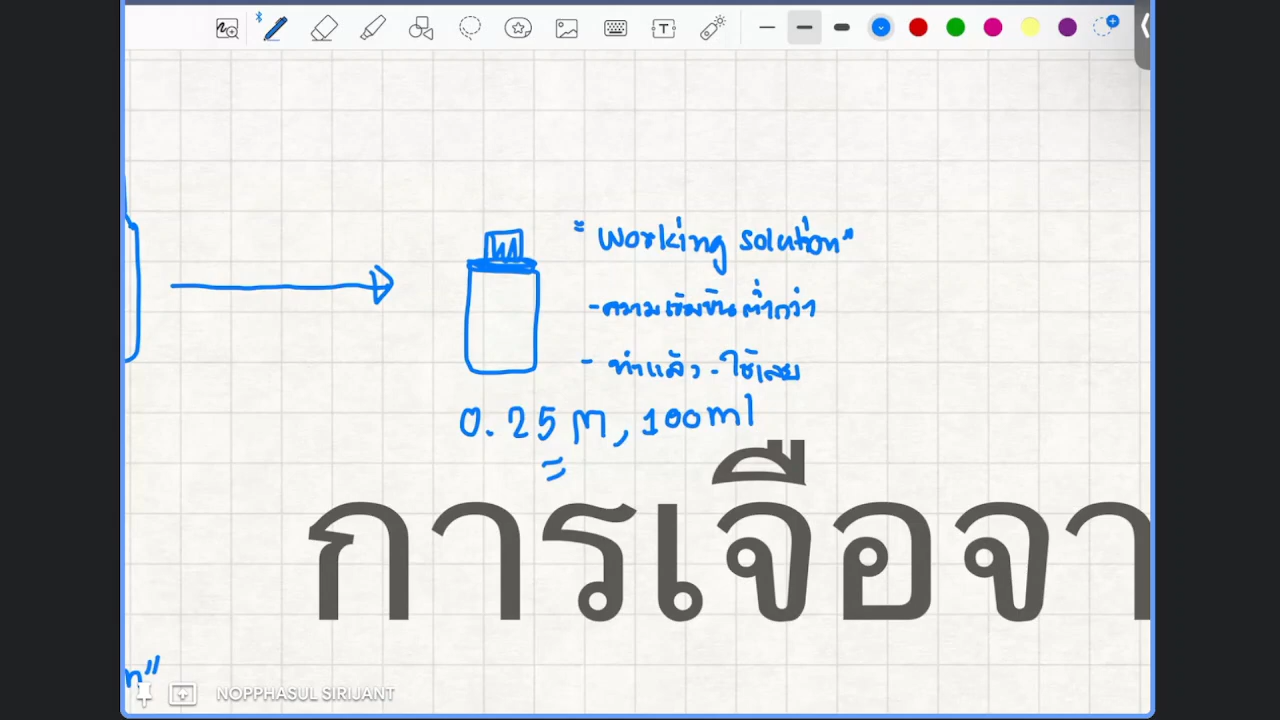 "Working solution"
-ความเข้มข้นต่ำกว่า
- ทำแล้ว-ใช้เลย
0.25 M, 100ml
การเจือจา
n"
NOPPHASUL SIRIJANT